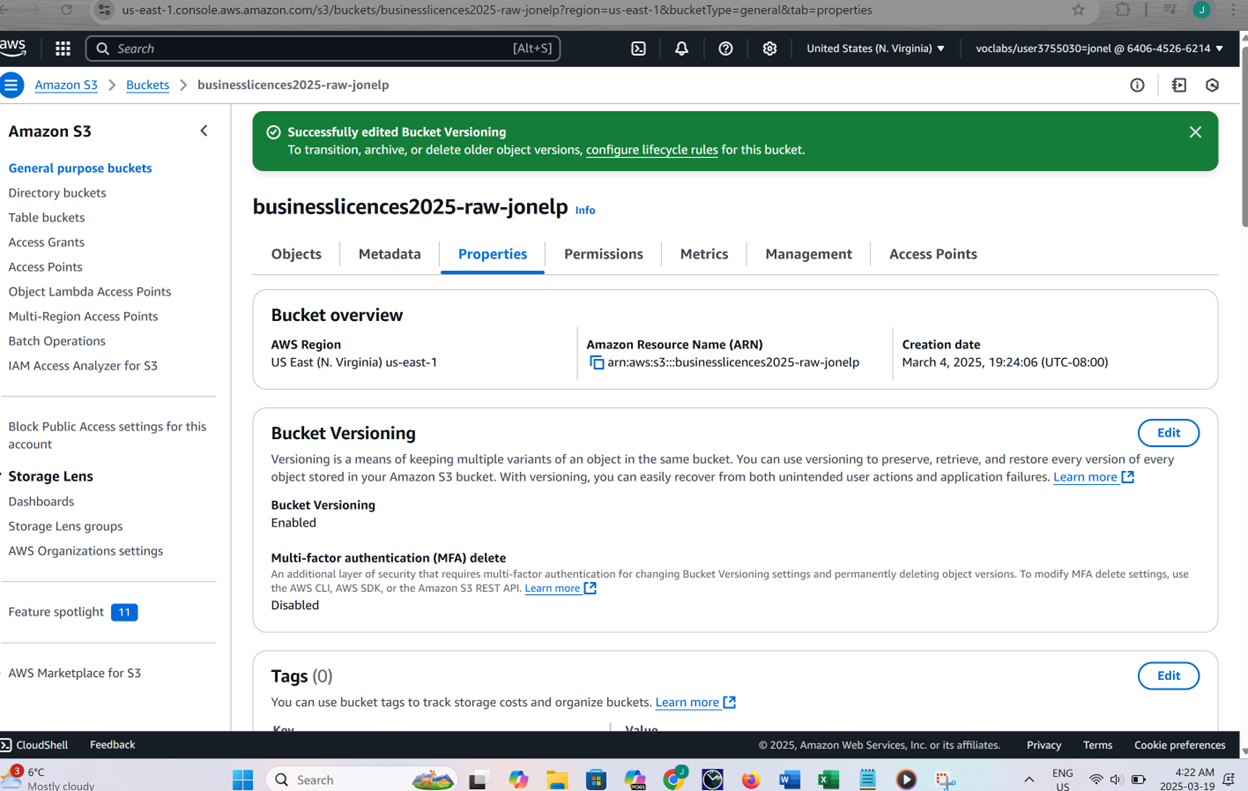 us-east-1.console.aws.amazon.com/s3/buckets/businesslicences2025-raw-jonelp?region=us-east-1&bucketType=general&tab=properties
J
aws
Search
[Alt+S]
United States (N. Virginia) ▼
voclabs/user3755030=jonel @ 6406-4526-6214 ▼
Amazon S3 > Buckets > businesslicences2025-raw-jonelp
Amazon S3
General purpose buckets
Directory buckets
Table buckets
Access Grants
Access Points
Object Lambda Access Points
Multi-Region Access Points
Batch Operations
IAM Access Analyzer for S3
Block Public Access settings for this
account
Storage Lens
Dashboards
Storage Lens groups
AWS Organizations settings
Feature spotlight 11
AWS Marketplace for S3
Successfully edited Bucket Versioning
To transition, archive, or delete older object versions, configure lifecycle rules for this bucket.
businesslicences2025-raw-jonelp Info
Objects
Metadata
Properties
Permissions
Metrics
Management
Access Points
Bucket overview
AWS Region
US East (N. Virginia) us-east-1
Amazon Resource Name (ARN)
arn:aws:s3:::businesslicences2025-raw-jonelp
Creation date
March 4, 2025, 19:24:06 (UTC-08:00)
Bucket Versioning
Edit
Versioning is a means of keeping multiple variants of an object in the same bucket. You can use versioning to preserve, retrieve, and restore every version of every
object stored in your Amazon S3 bucket. With versioning, you can easily recover from both unintended user actions and application failures. Learn more
Bucket Versioning
Enabled
Multi-factor authentication (MFA) delete
An additional layer of security that requires multi-factor authentication for changing Bucket Versioning settings and permanently deleting object versions. To modify MFA delete settings, use
the AWS CLI, AWS SDK, or the Amazon S3 REST API. Learn more
Disabled
Tags (0)
Edit
You can use bucket tags to track storage costs and organize buckets. Learn more
Key
Value
CloudShell
Feedback
© 2025, Amazon Web Services, Inc. or its affiliates.
Privacy
Terms
Cookie preferences
3
6°C
Mostly cloudy
Search
M365
J
ENG
US
4:22 AM
2025-03-19